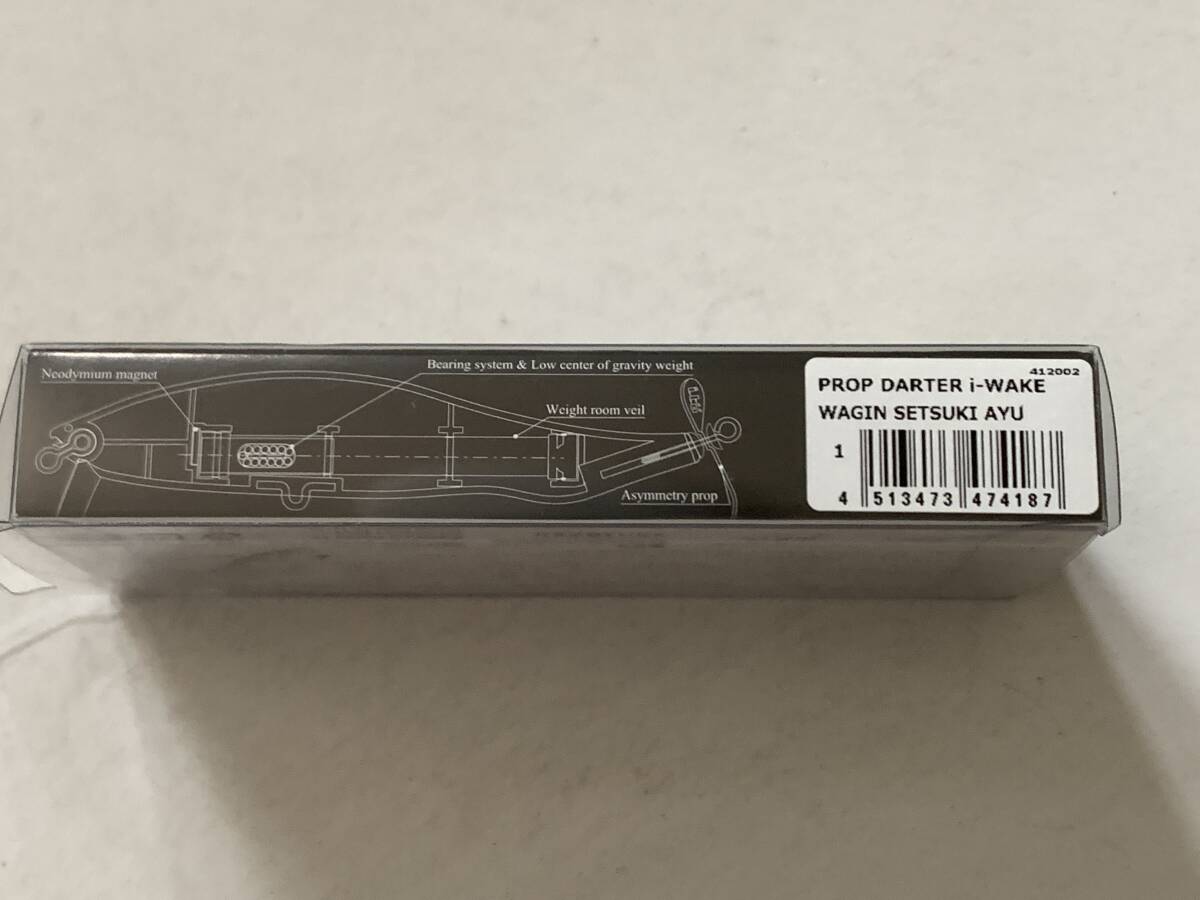 Bearing system & Low center of gravity weight
Neodymium magnet
Weight room veil
Asymmetry prop
412002
PROP DARTER i-WAKE
WAGIN SETSUKI AYU
1
4 513473 474187